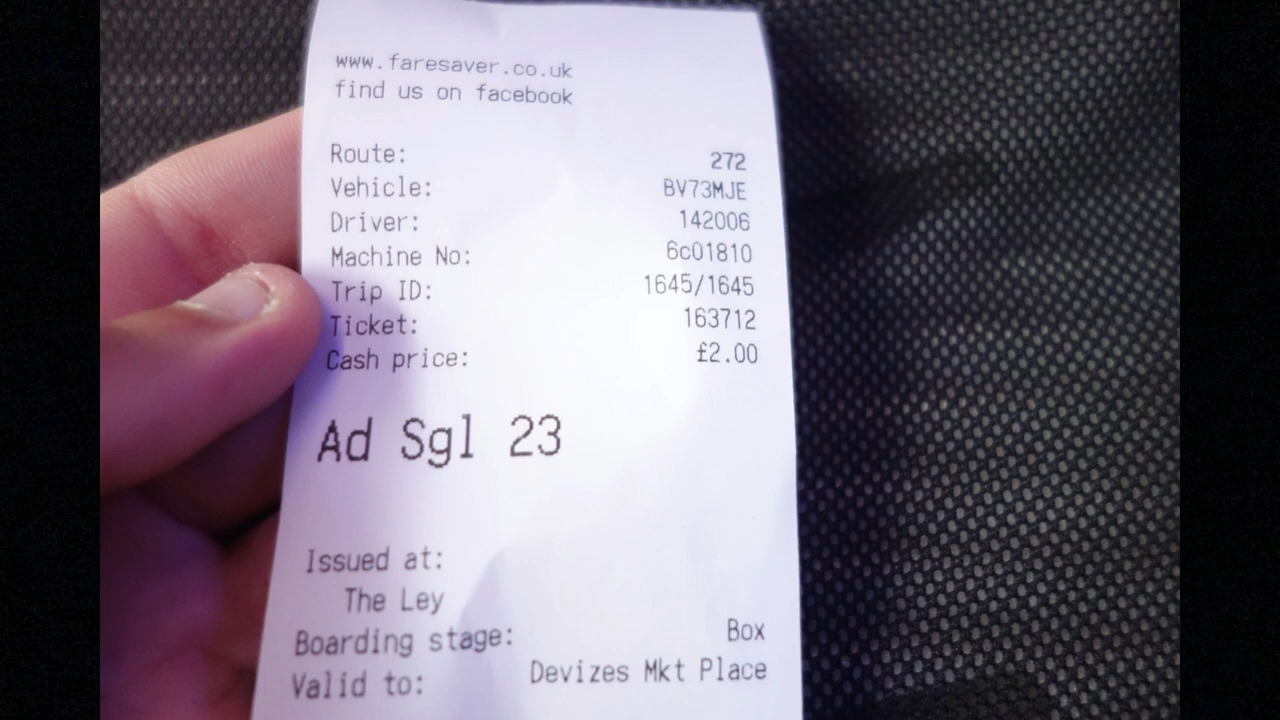 www.faresaver.co.uk
find us on facebook
Route: 272
Vehicle: BV73MJE
Driver: 142006
Machine No: 6c01810
Trip ID: 1645/1645
Ticket: 163712
Cash price: £2.00
Ad Sgl 23
Issued at:
The Ley
Boarding stage: Box
Valid to: Devizes Mkt Place